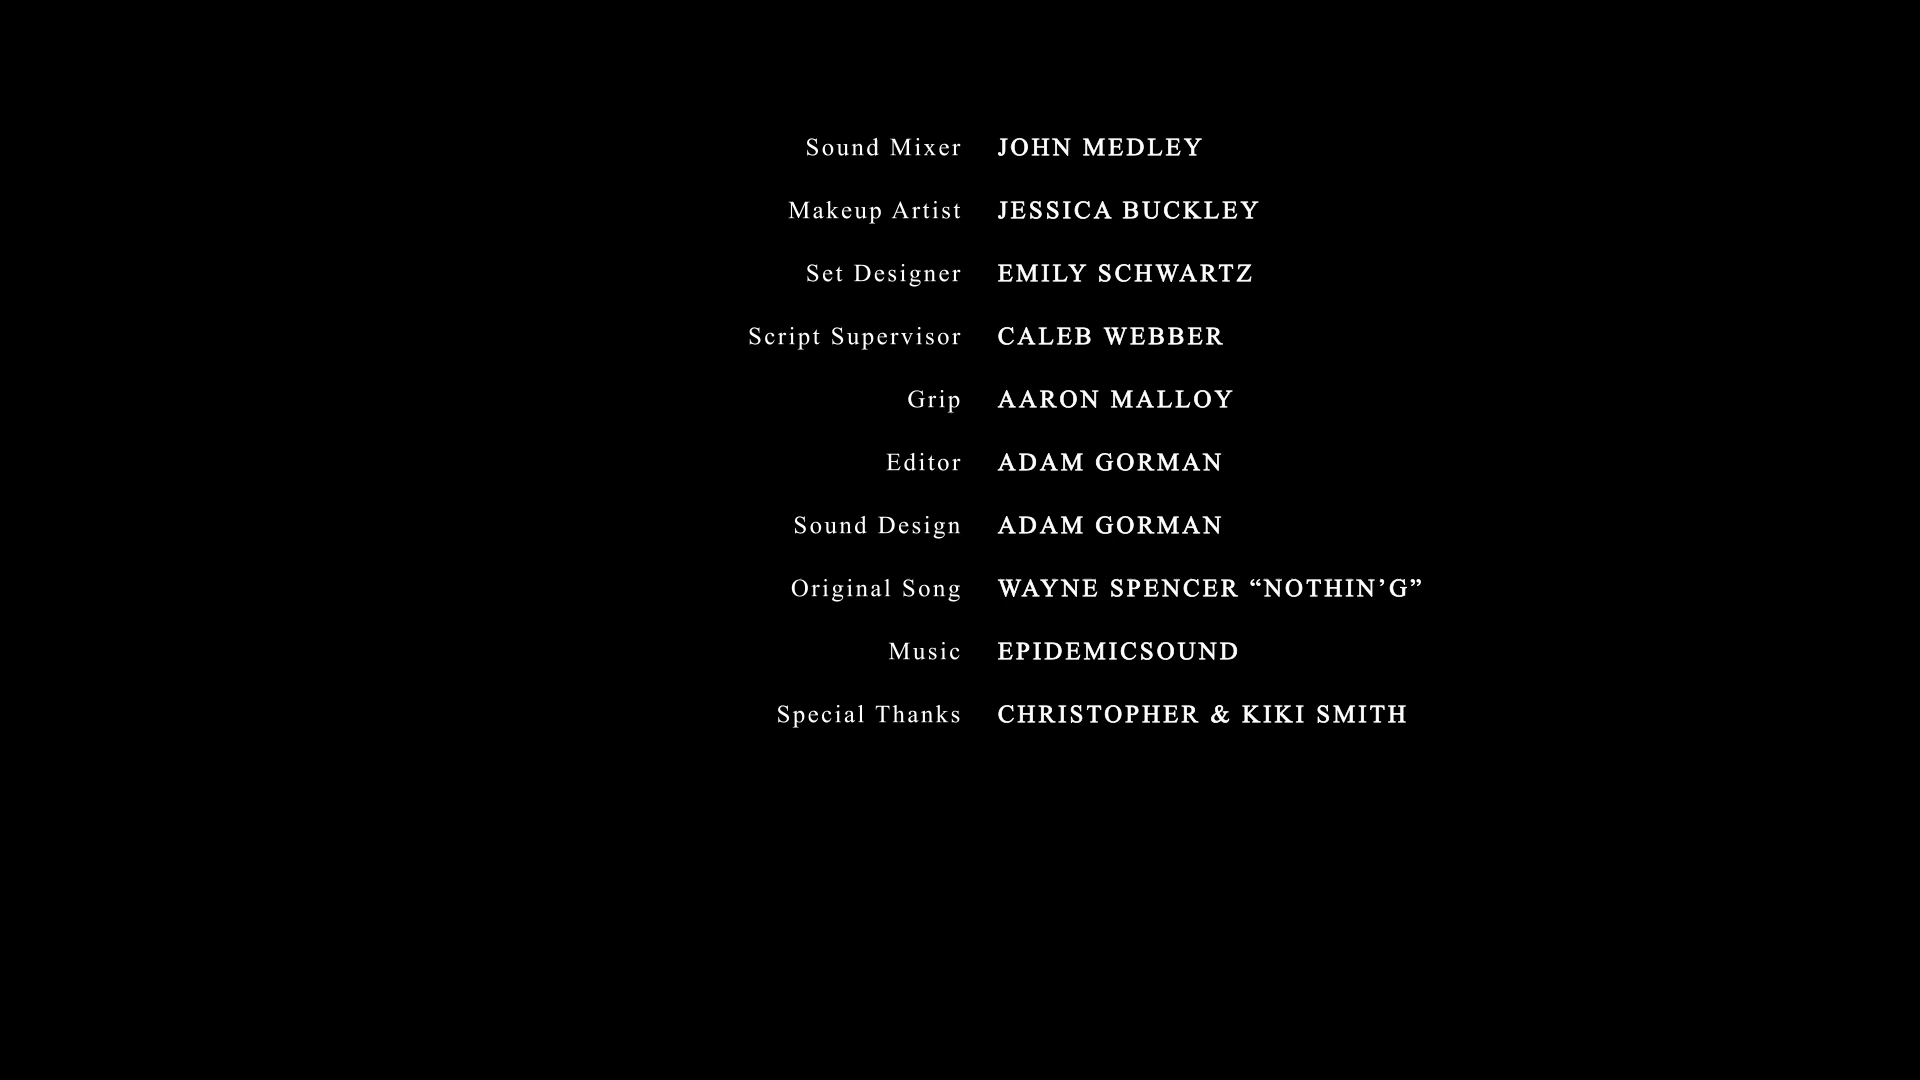 Sound Mixer JOHN MEDLEY
Makeup Artist JESSICA BUCKLEY
Set Designer EMILY SCHWARTZ
Script Supervisor CALEB WEBBER
Grip AARON MALLOY
Editor ADAM GORMAN
Sound Design ADAM GORMAN
Original Song WAYNE SPENCER “NOTHIN’G”
Music EPIDEMICSOUND
Special Thanks CHRISTOPHER & KIKI SMITH